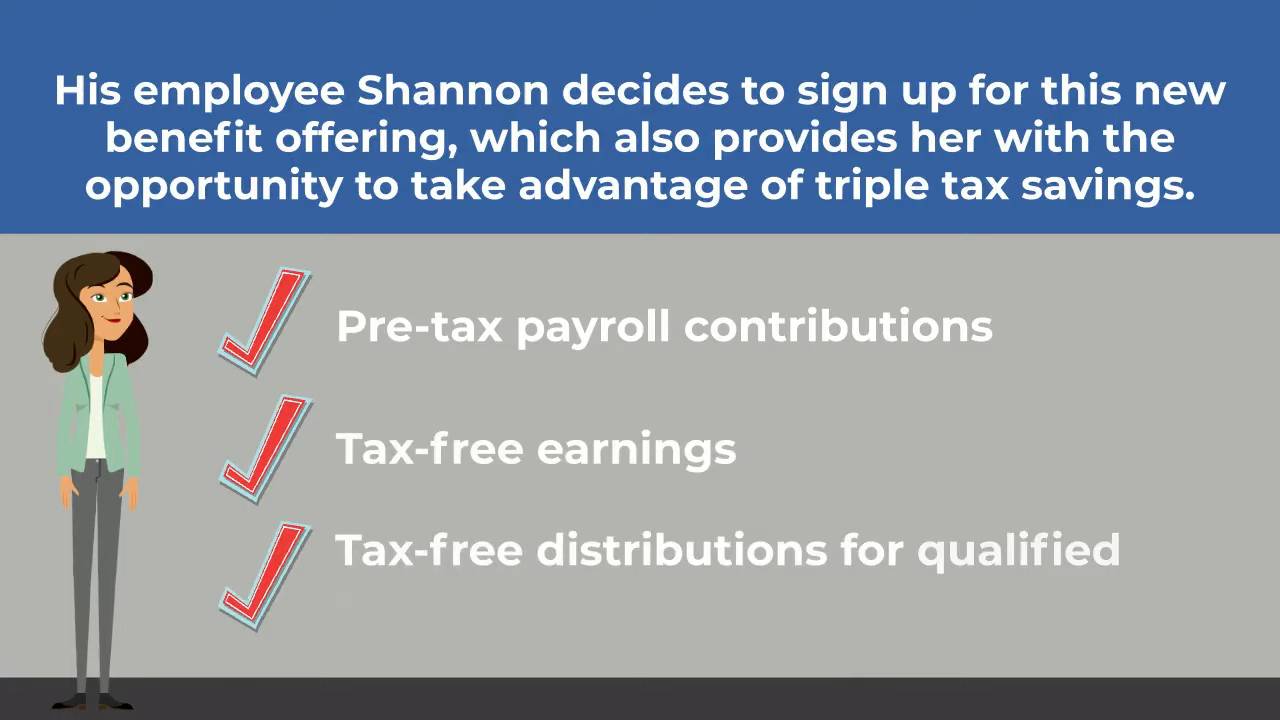 His employee Shannon decides to sign up for this new
benefit offering, which also provides her with the
opportunity to take advantage of triple tax savings.
Pre-tax payroll contributions
Tax-free earnings
Tax-free distributions for qualified